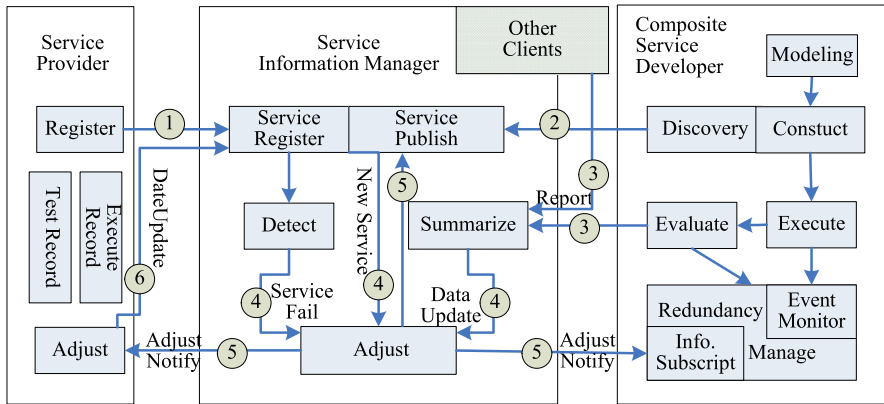 Service
Provider
Register
Test Record
Execute
Record
DateUpdate
6
Adjust
1
Service
Information Manager
Other
Clients
Service
Register
Service
Publish
2
New Service
5
3
Report
Detect
Summarize
3
4
Service
Fail
4
Data
Update
4
Adjust
Notify
5
Adjust
5
Adjust
Notify
Composite
Service
Developer
Modeling
Discovery
Constuct
Evaluate
Execute
Redundancy
Event
Monitor
Info.
Subscript
Manage